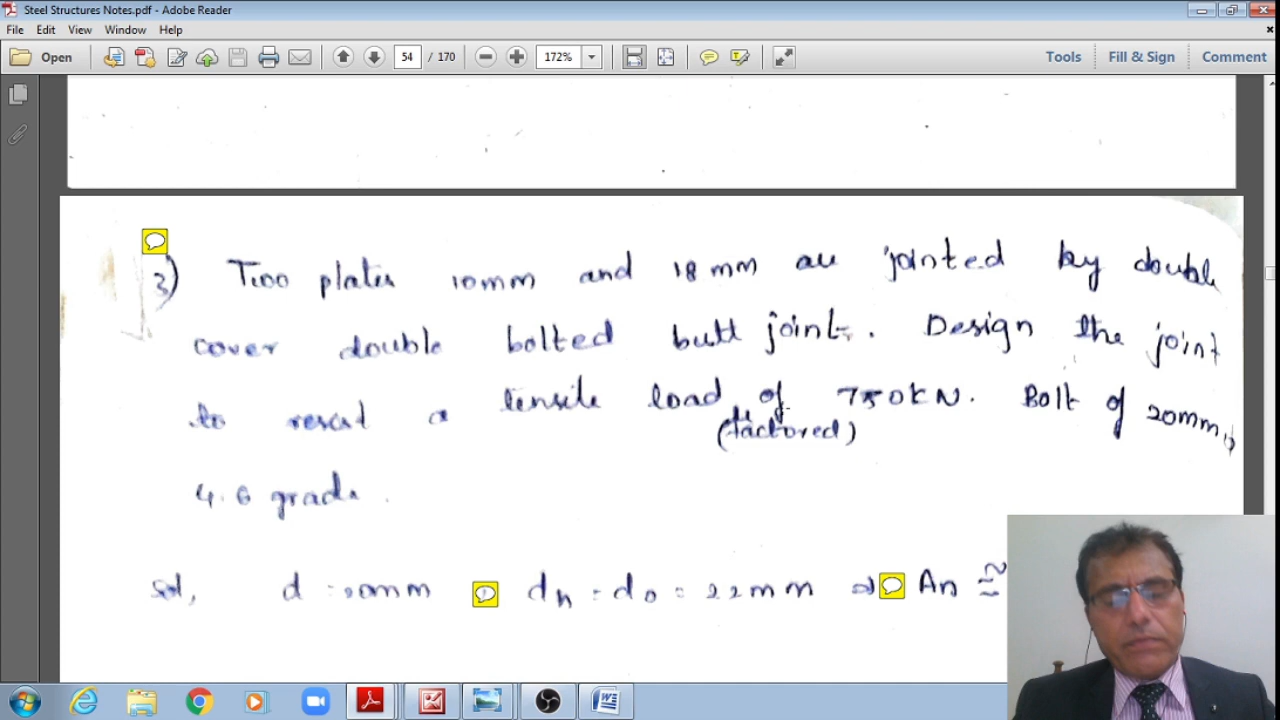 Steel Structures Notes.pdf - Adobe Reader
File Edit View Window Help
Open 54 / 170 172% Tools Fill & Sign Comment
3) Two plates 10mm and 18mm are jointed by double
cover double bolted butt joint. Design the joint
to resist a tensile load of 750kN. Bolt of 20mm,
(factored)
4.6 grade.
Sol, d = 20mm dh = do = 22mm => An ≅